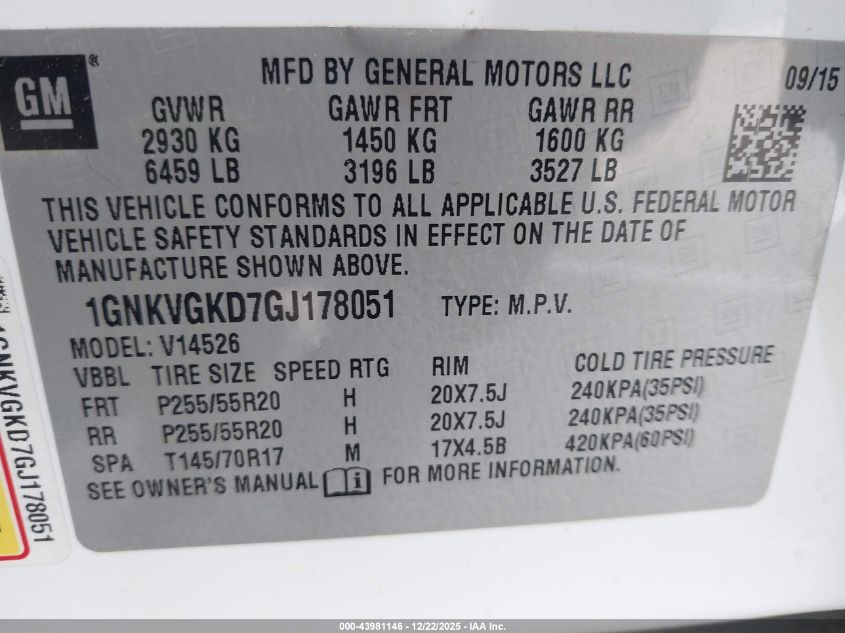 GM ®
MFD BY GENERAL MOTORS LLC 09/15
GVWR GAWR FRT GAWR RR
2930 KG 1450 KG 1600 KG
6459 LB 3196 LB 3527 LB
THIS VEHICLE CONFORMS TO ALL APPLICABLE U.S. FEDERAL MOTOR
VEHICLE SAFETY STANDARDS IN EFFECT ON THE DATE OF
MANUFACTURE SHOWN ABOVE.
1GNKVGKD7GJ178051 TYPE: M.P.V.
MODEL: V14526
VBBL TIRE SIZE SPEED RTG RIM COLD TIRE PRESSURE
FRT P255/55R20 H 20X7.5J 240KPA(35PSI)
RR P255/55R20 H 20X7.5J 240KPA(35PSI)
SPA T145/70R17 M 17X4.5B 420KPA(60PSI)
SEE OWNER'S MANUAL FOR MORE INFORMATION.
1GNKVGKD7GJ178051
000-43981146 - 12/22/2025 - IAA Inc.